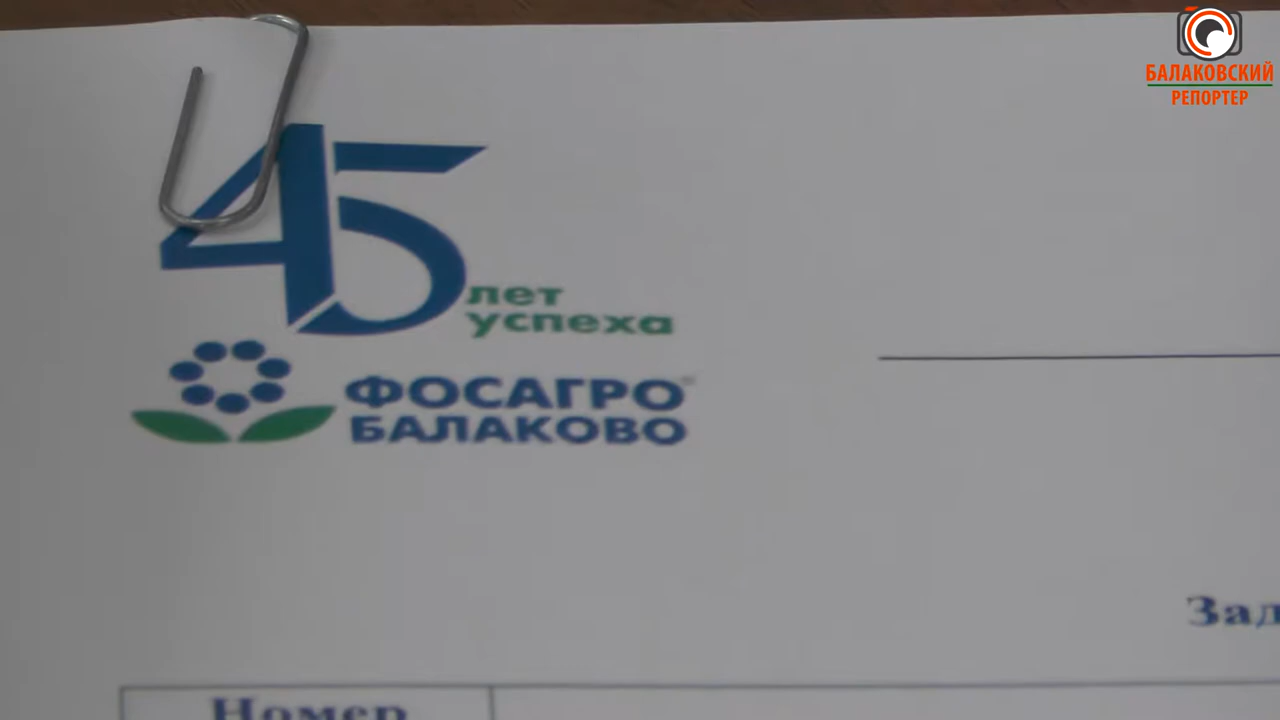 БАЛАКОВСКИЙ
РЕПОРТЕР
45
лет
успеха
ФОСАГРО
БАЛАКОВО
Номер